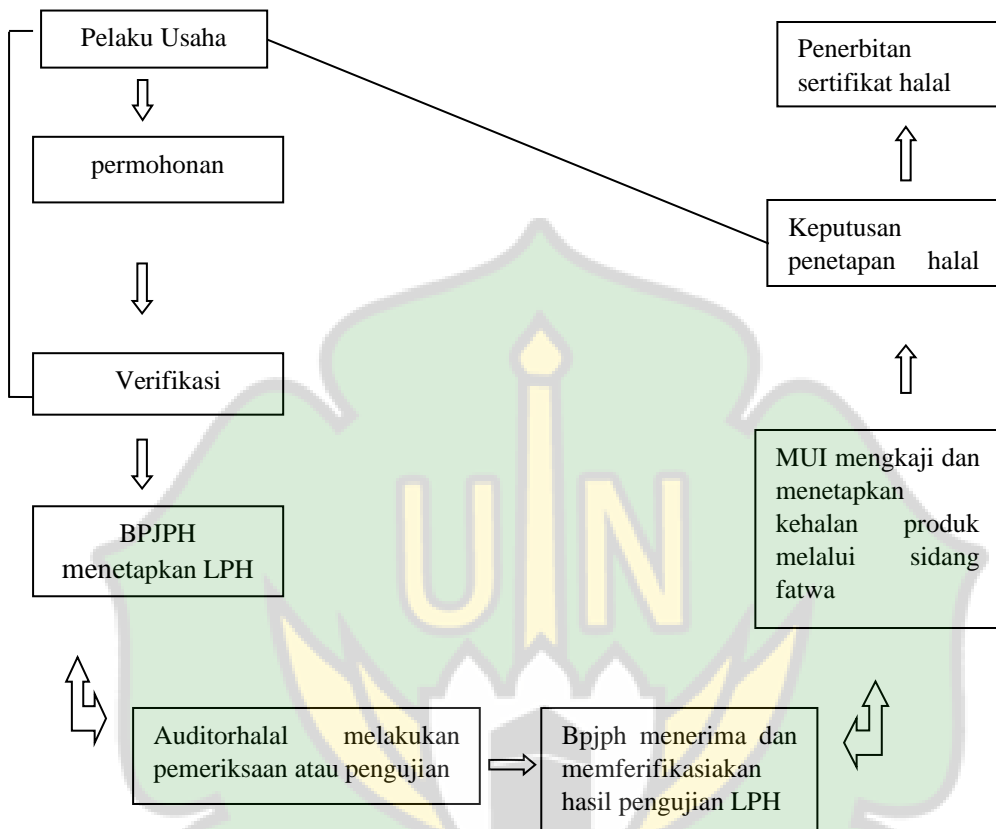 Pelaku Usaha
permohonan
Verifikasi
BPJPH
menetapkan LPH
Auditorhalal melakukan
pemeriksaan atau pengujian
Bpjph menerima dan
memferifikasiakan
hasil pengujian LPH
MUI mengkaji dan
menetapkan
kehalan produk
melalui sidang
fatwa
Keputusan
penetapan halal
Penerbitan
sertifikat halal
UIN